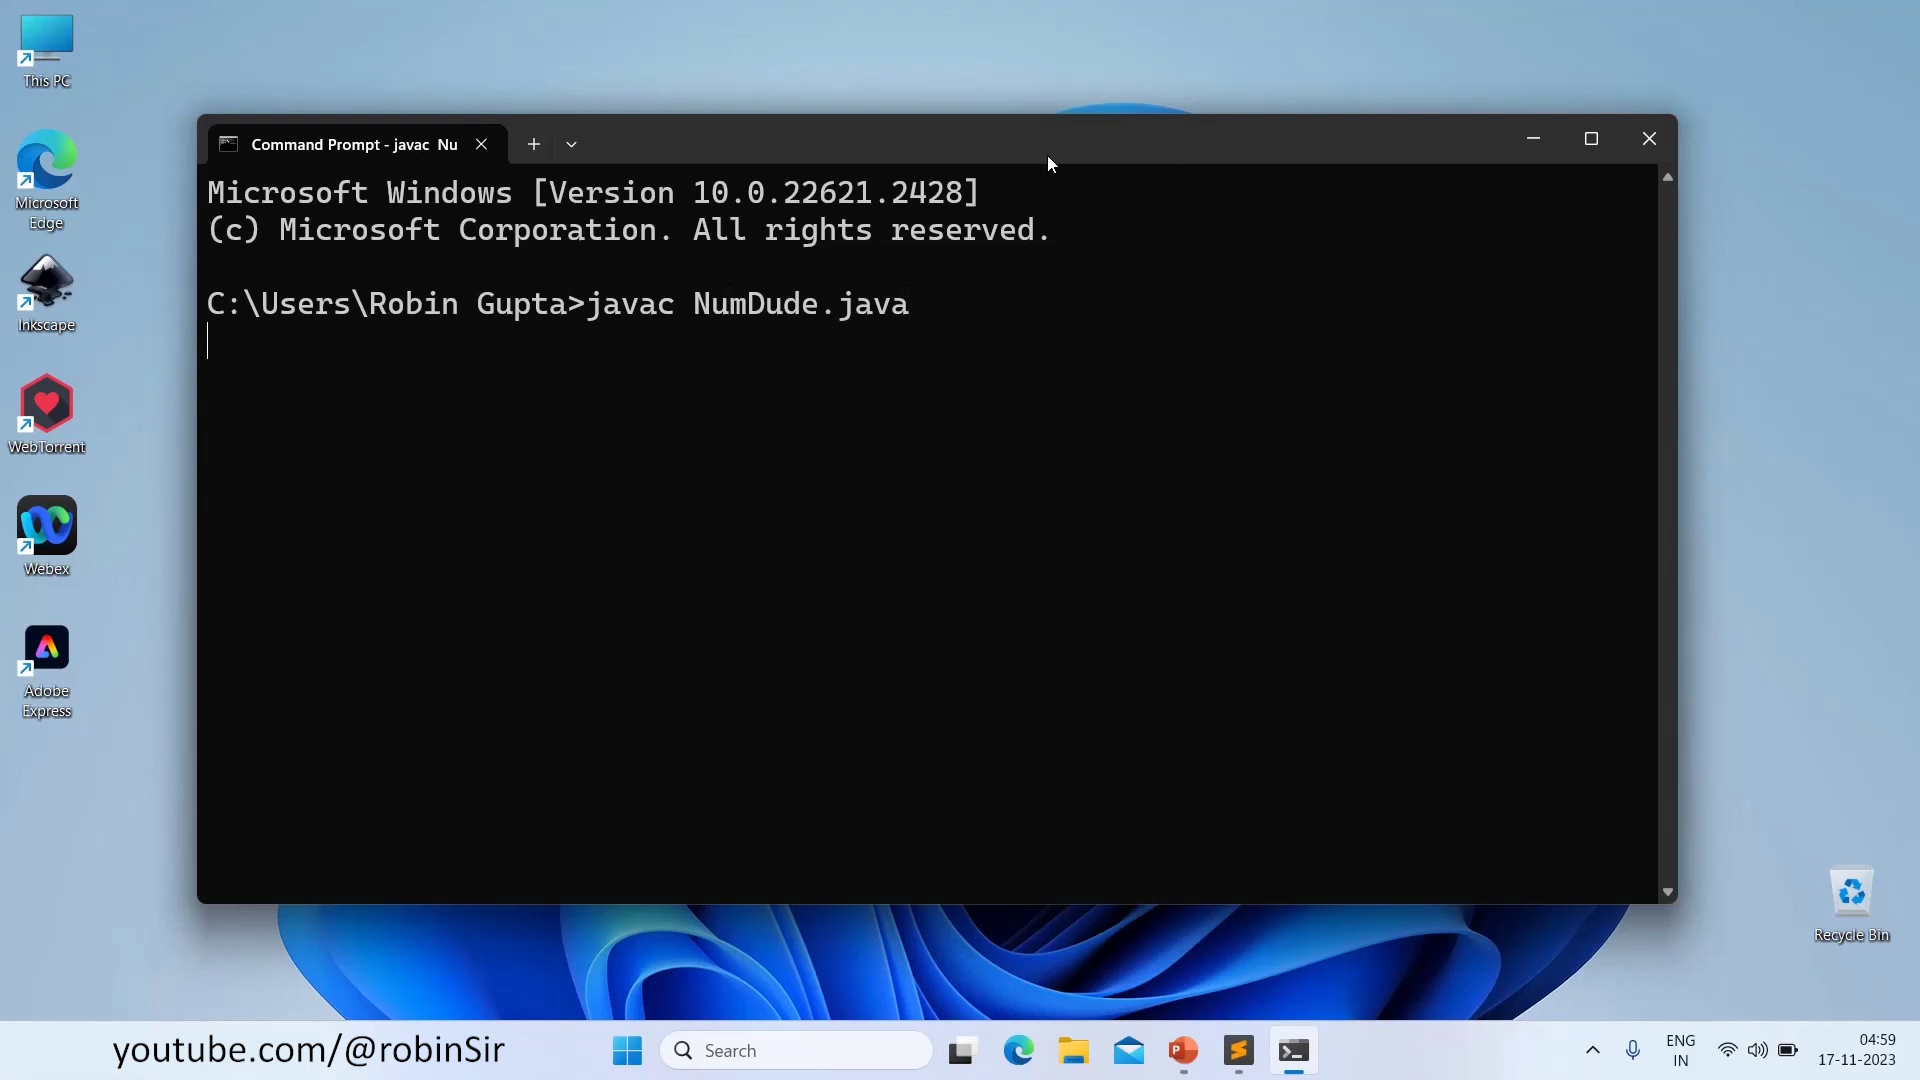 This PC
Microsoft
Edge
Inkscape
WebTorrent
Webex
Adobe
Express
Command Prompt - javac  Nu
Microsoft Windows [Version 10.0.22621.2428]
(c) Microsoft Corporation. All rights reserved.
C:\Users\Robin Gupta>javac NumDude.java
Recycle Bin
youtube.com/@robinSir
Search
ENG
IN
04:59
17-11-2023